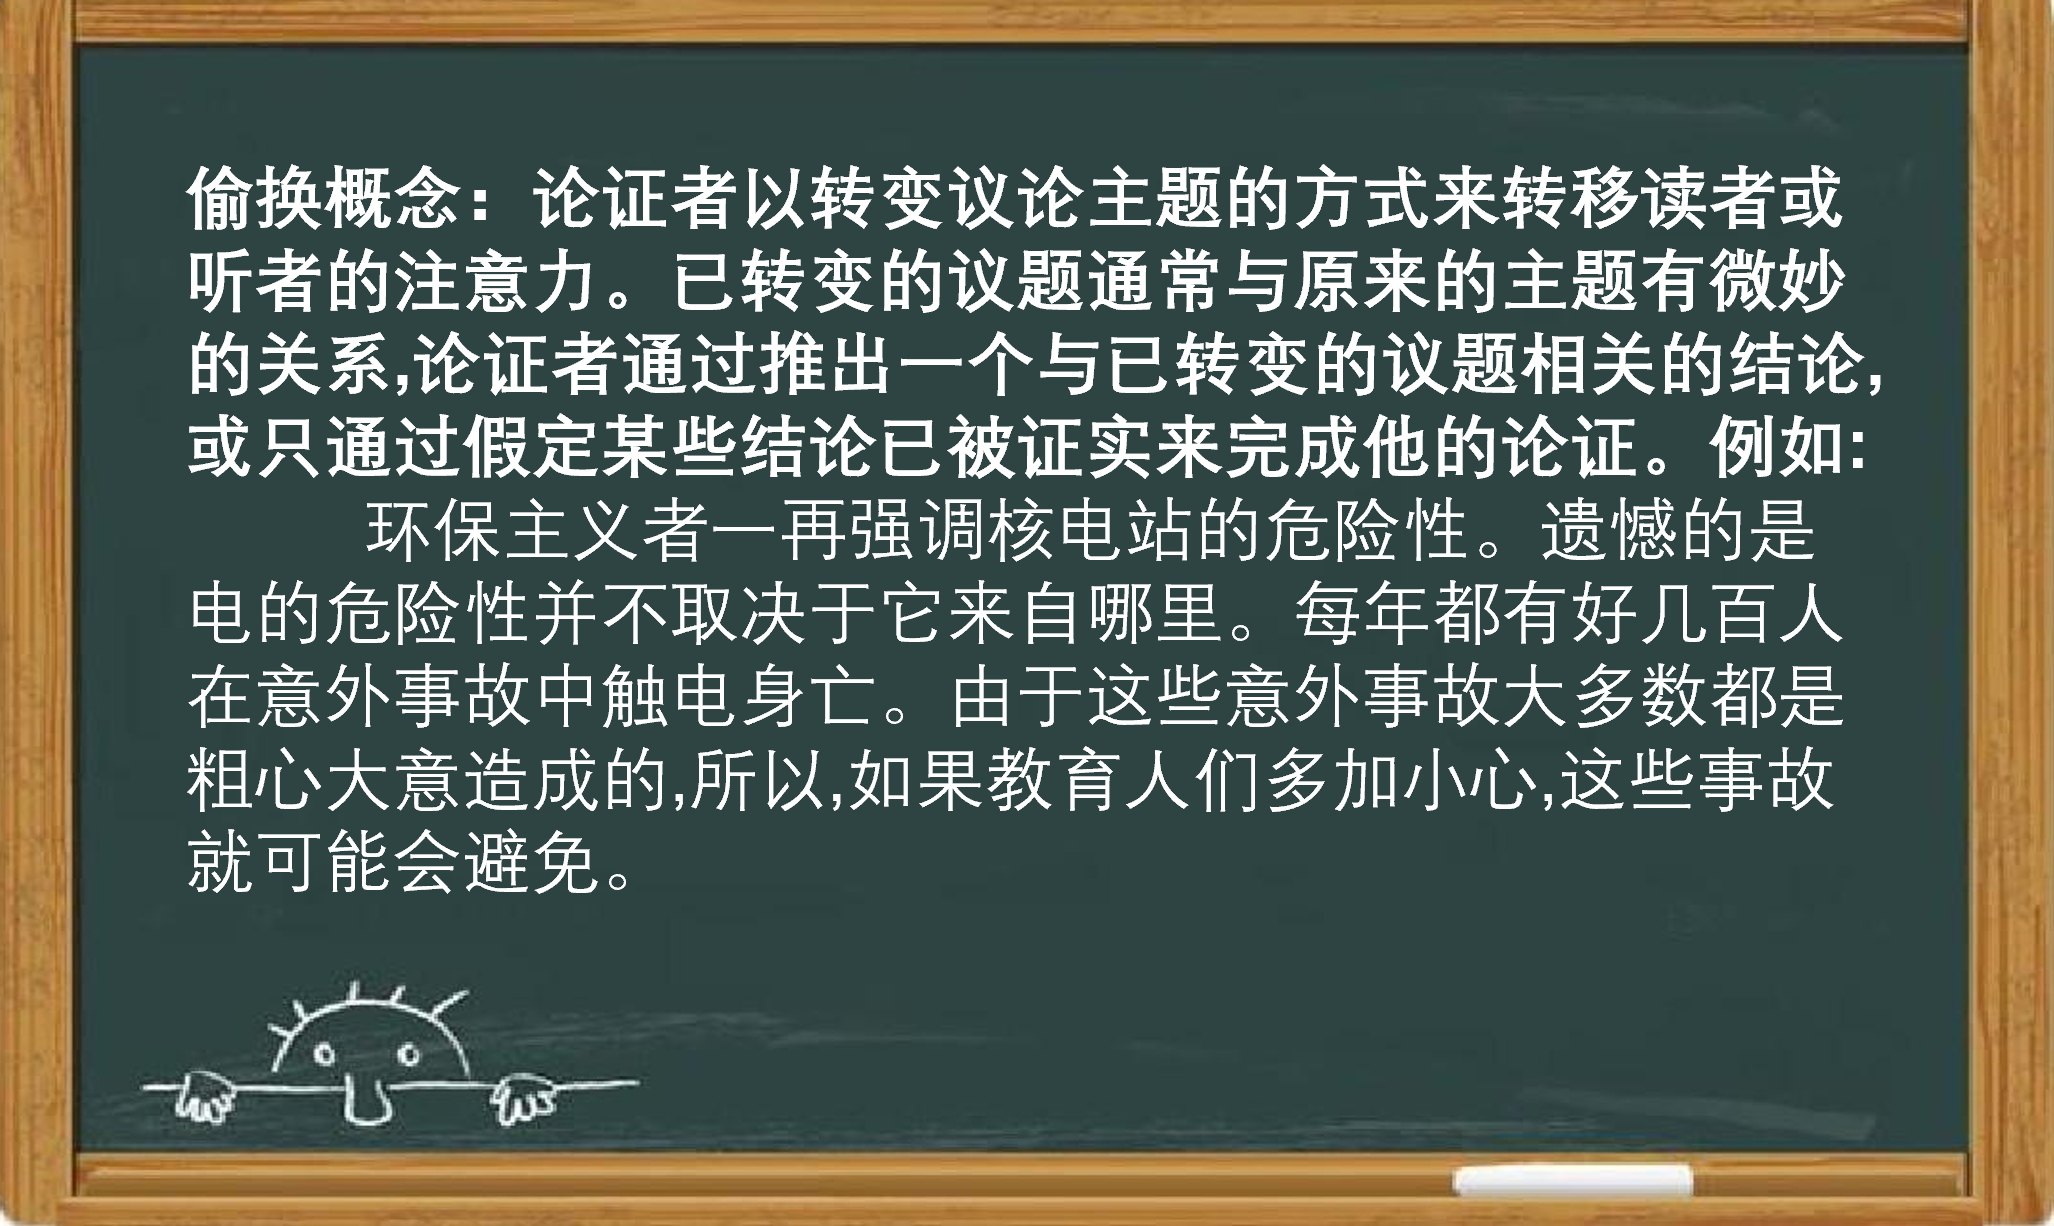 偷换概念：论证者以转变议论主题的方式来转移读者或
听者的注意力。已转变的议题通常与原来的主题有微妙
的关系,论证者通过推出一个与已转变的议题相关的结论,
或只通过假定某些结论已被证实来完成他的论证。例如:
环保主义者一再强调核电站的危险性。遗憾的是
电的危险性并不取决于它来自哪里。每年都有好几百人
在意外事故中触电身亡。由于这些意外事故大多数都是
粗心大意造成的,所以,如果教育人们多加小心,这些事故
就可能会避免。